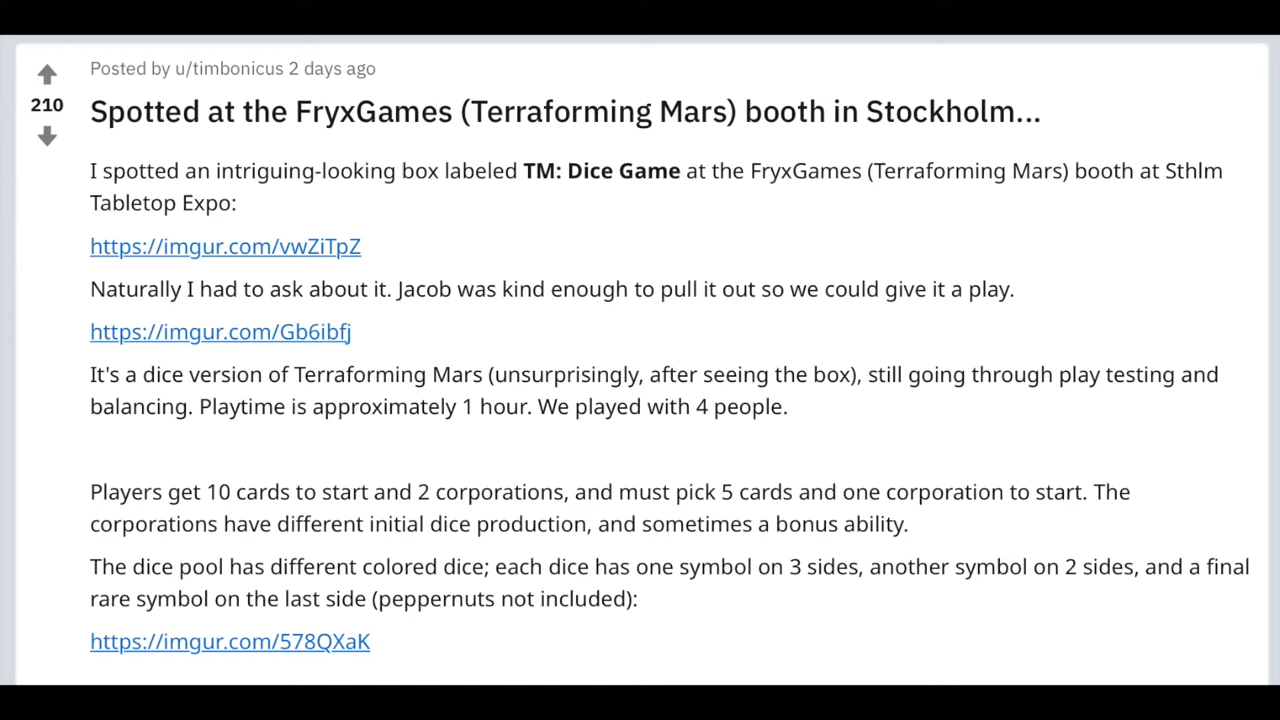 Posted by u/timbonicus 2 days ago
210
Spotted at the FryxGames (Terraforming Mars) booth in Stockholm...
I spotted an intriguing-looking box labeled TM: Dice Game at the FryxGames (Terraforming Mars) booth at Sthlm
Tabletop Expo:
https://imgur.com/vwZiTpZ
Naturally I had to ask about it. Jacob was kind enough to pull it out so we could give it a play.
https://imgur.com/Gb6ibfj
It's a dice version of Terraforming Mars (unsurprisingly, after seeing the box), still going through play testing and
balancing. Playtime is approximately 1 hour. We played with 4 people.
Players get 10 cards to start and 2 corporations, and must pick 5 cards and one corporation to start. The
corporations have different initial dice production, and sometimes a bonus ability.
The dice pool has different colored dice; each dice has one symbol on 3 sides, another symbol on 2 sides, and a final
rare symbol on the last side (peppernuts not included):
https://imgur.com/578QXaK